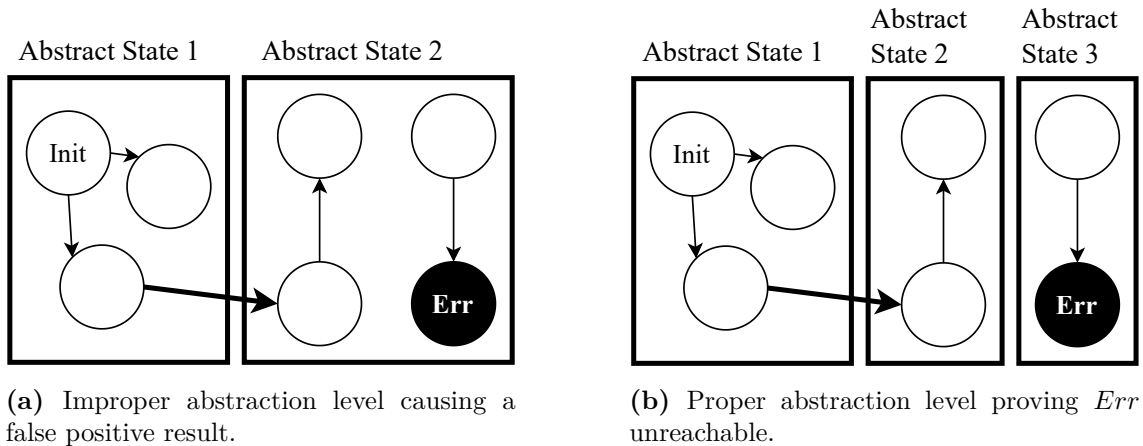 Abstract State 1
Abstract State 2
Init
Err
(a) Improper abstraction level causing a
false positive result.
Abstract State 1
Abstract
State 2
Abstract
State 3
Init
Err
(b) Proper abstraction level proving Err
unreachable.